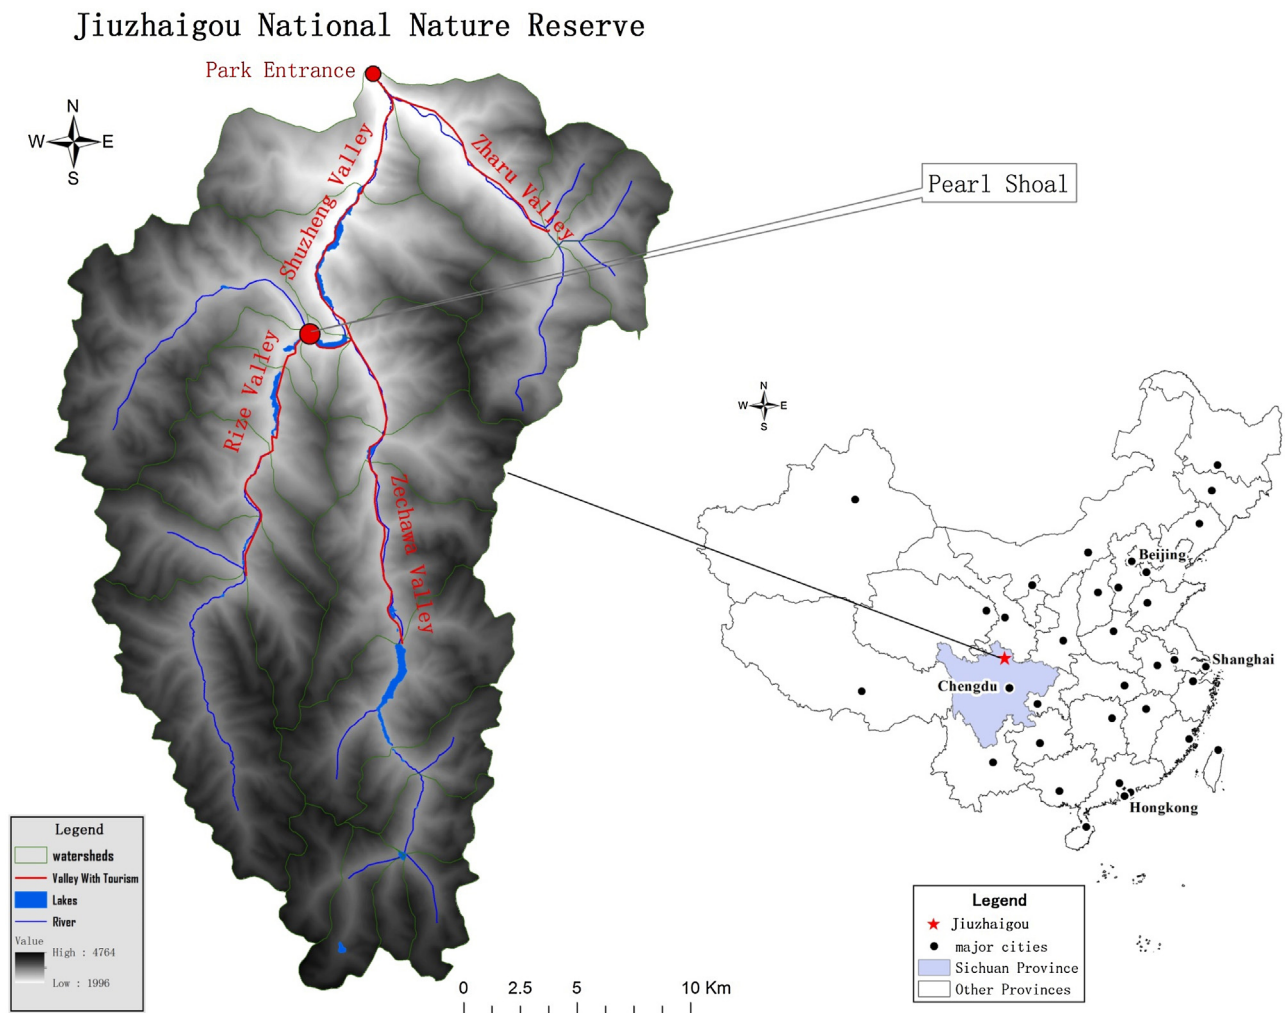 Jiuzhaigou National Nature Reserve
Park Entrance
N
W E
S
Shuzheng Valley
Zharu Valley
Pearl Shoal
Rize Valley
Zechawa Valley
N
W E
S
Beijing
Shanghai
Chengdu
Hongkong
Legend
watersheds
Valley With Tourism
Lakes
River
Value
High : 4764
Low : 1996
0 2.5 5 10 Km
Legend
Jiuzhaigou
major cities
Sichuan Province
Other Provinces